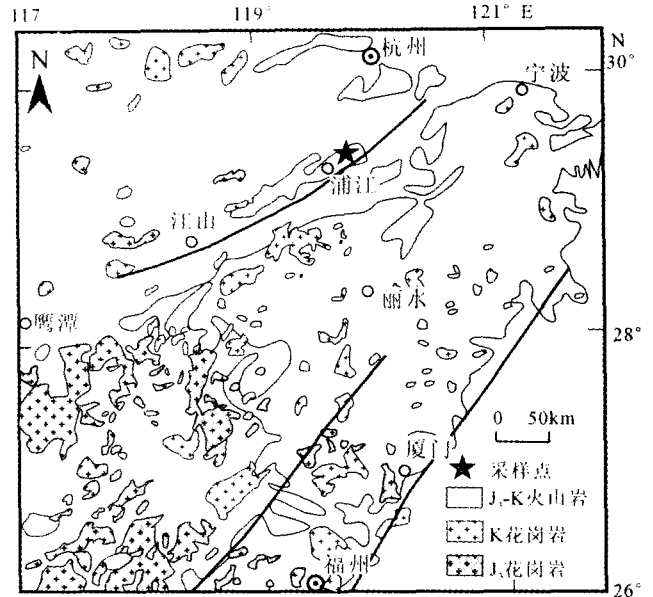 117
119°
121° E
N
N
30°
杭州
宁波
浦江
江山
丽水
鹰潭
28°
0 50km
厦门
采样点
J₃-K火山岩
K花岗岩
J₃花岗岩
福州
26°